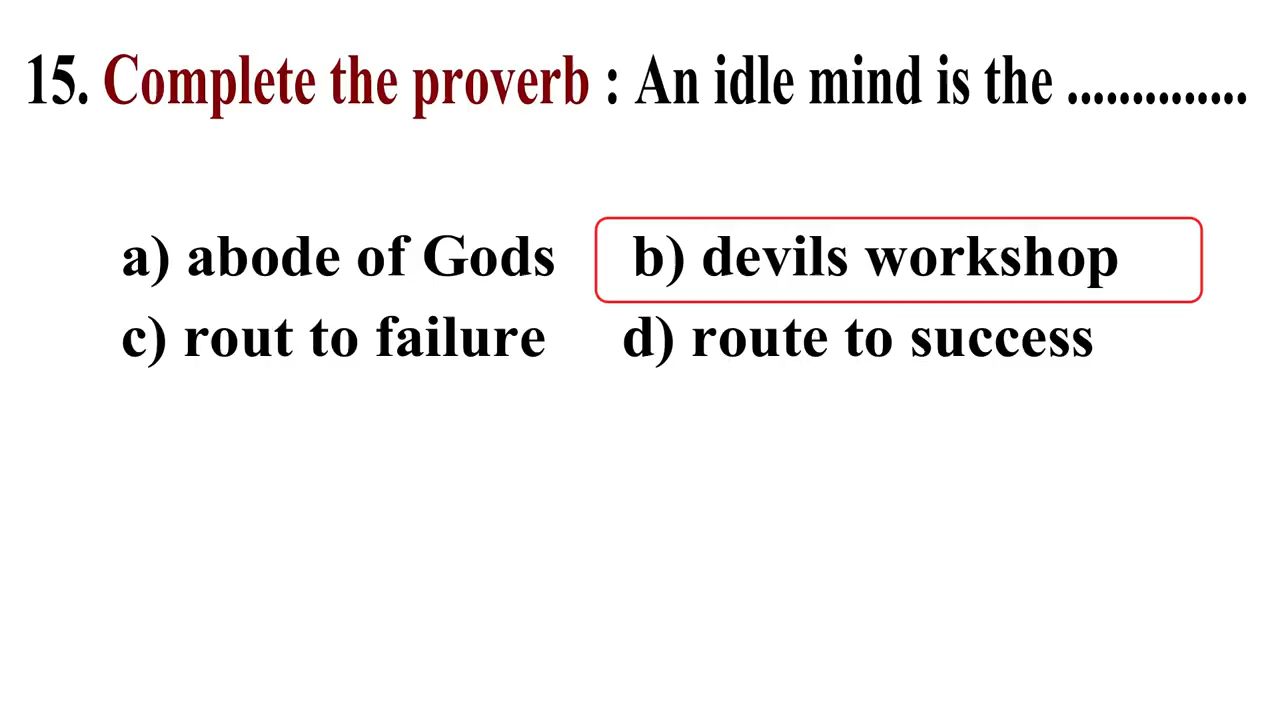 15. Complete the proverb : An idle mind is the ..............
a) abode of Gods b) devils workshop
c) rout to failure d) route to success